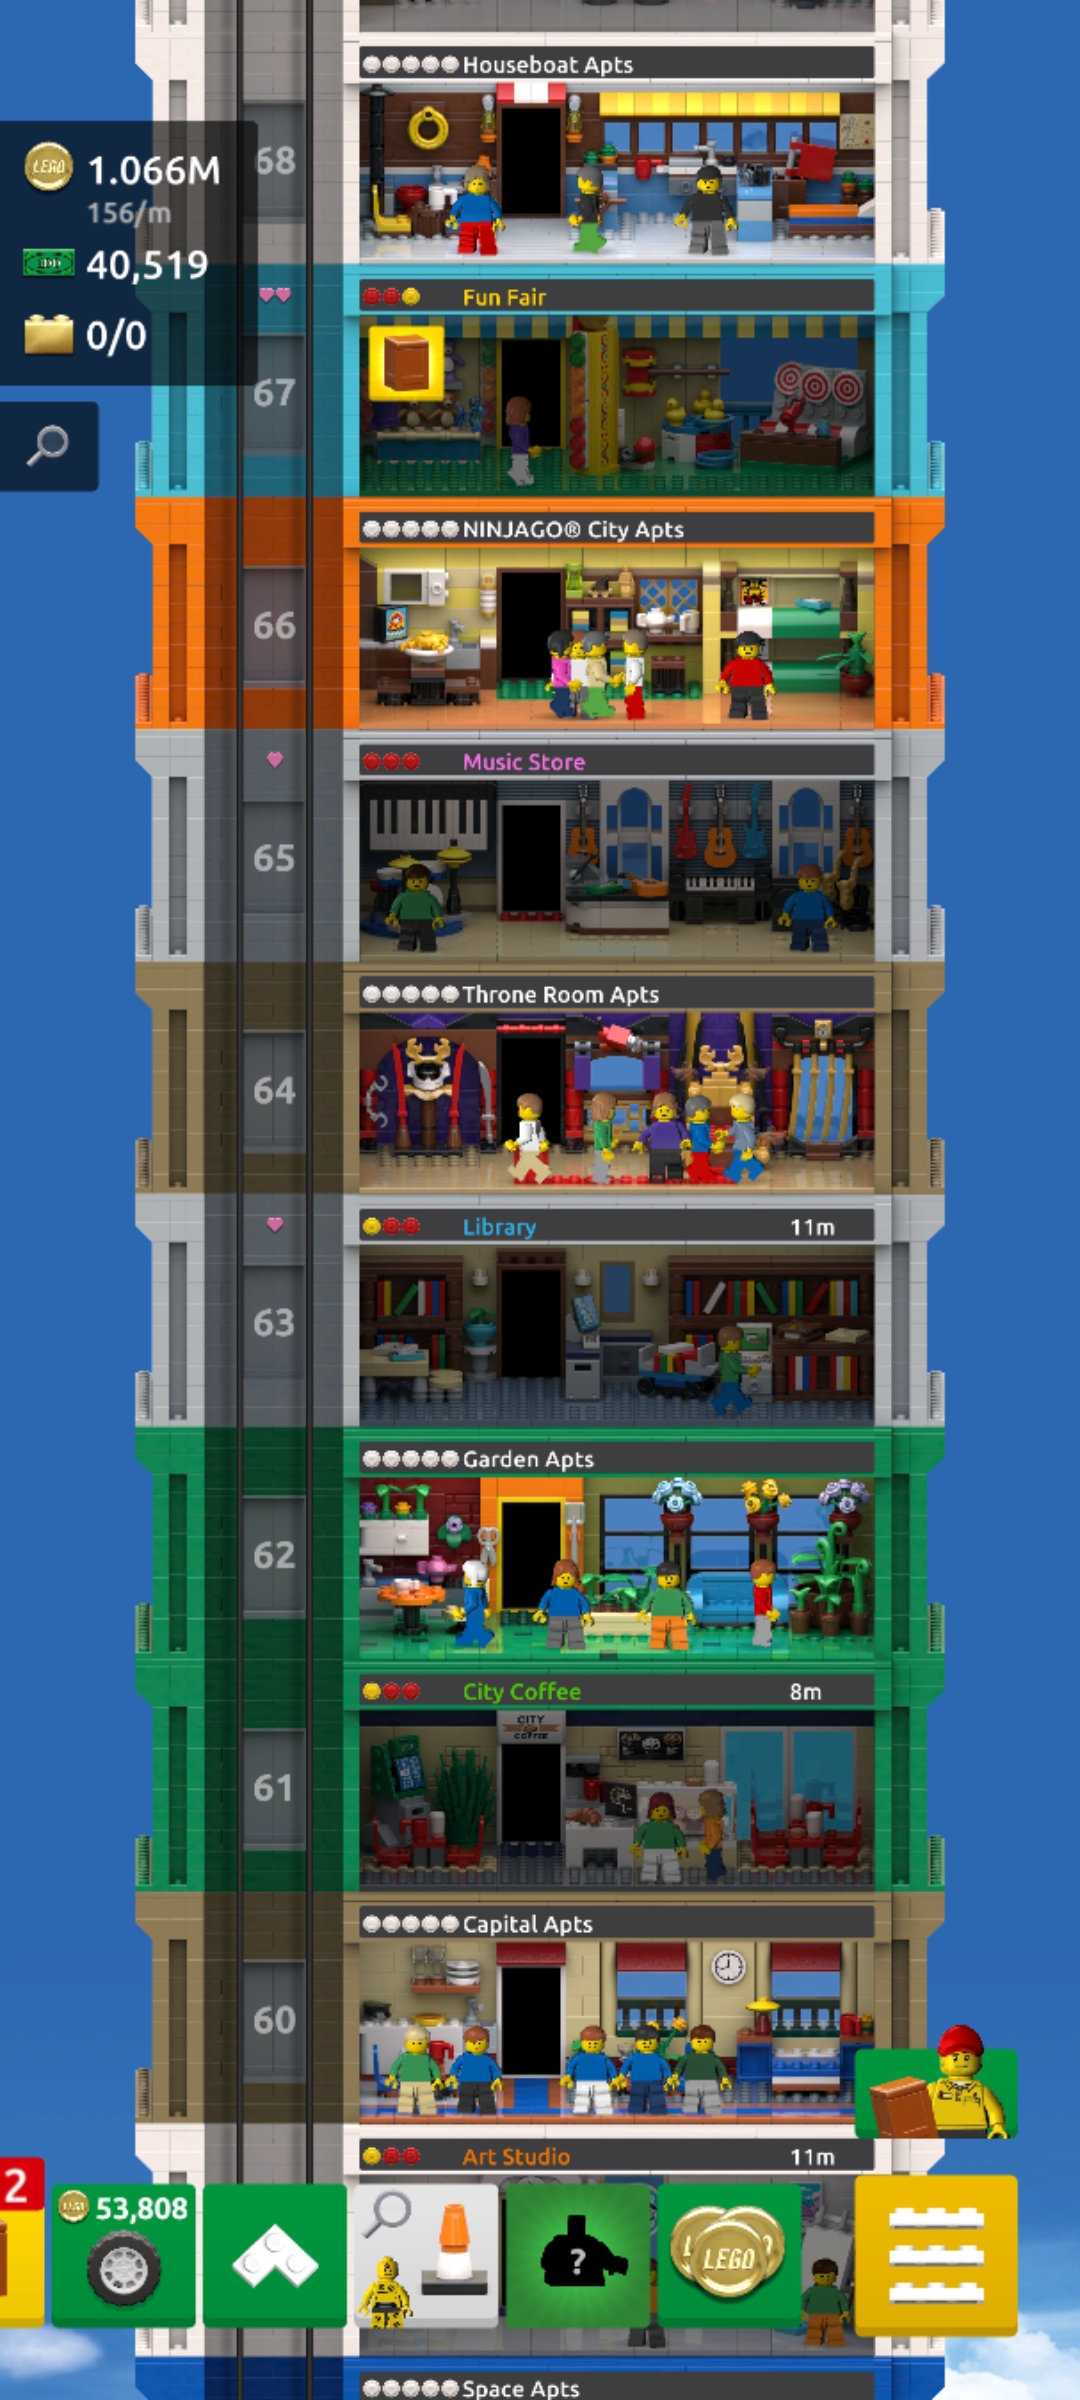 Houseboat Apts
68
LEGO 1.066M
156/m
40,519
0/0
Fun Fair
67
NINJAGO® City Apts
66
Music Store
65
Throne Room Apts
64
Library 11m
63
Garden Apts
62
City Coffee 8m
CITY
COFFEE
61
Capital Apts
60
Art Studio 11m
2
53,808
?
LEGO
Space Apts